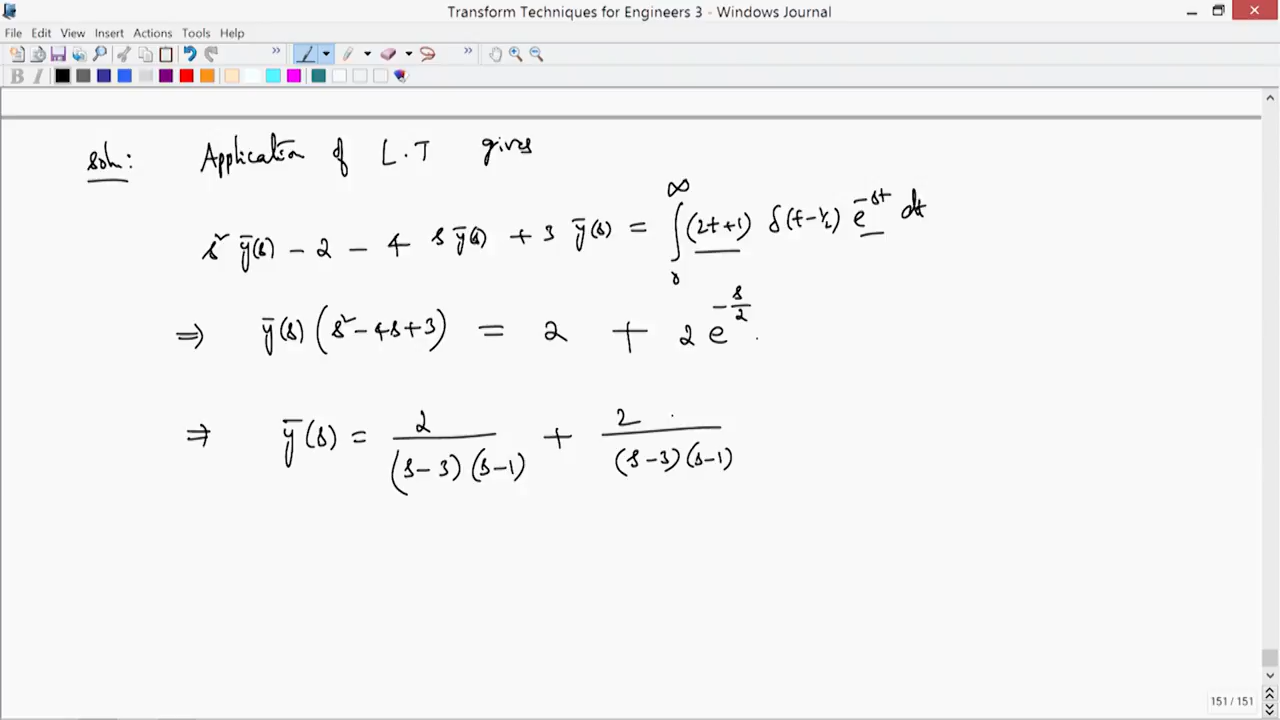 Transform Techniques for Engineers 3 - Windows Journal
File Edit View Insert Actions Tools Help
Soln: Application of L.T gives
s² ȳ(s) - 2 - 4 s ȳ(s) + 3 ȳ(s) = ∫₀^∞ (2t+1) δ(t-1/2) e^{-st} dt
⇒ ȳ(s) (s² - 4s + 3) = 2 + 2 e^{-s/2}
⇒ ȳ(s) = 2/((s-3)(s-1)) + 2/((s-3)(s-1))
151 / 151